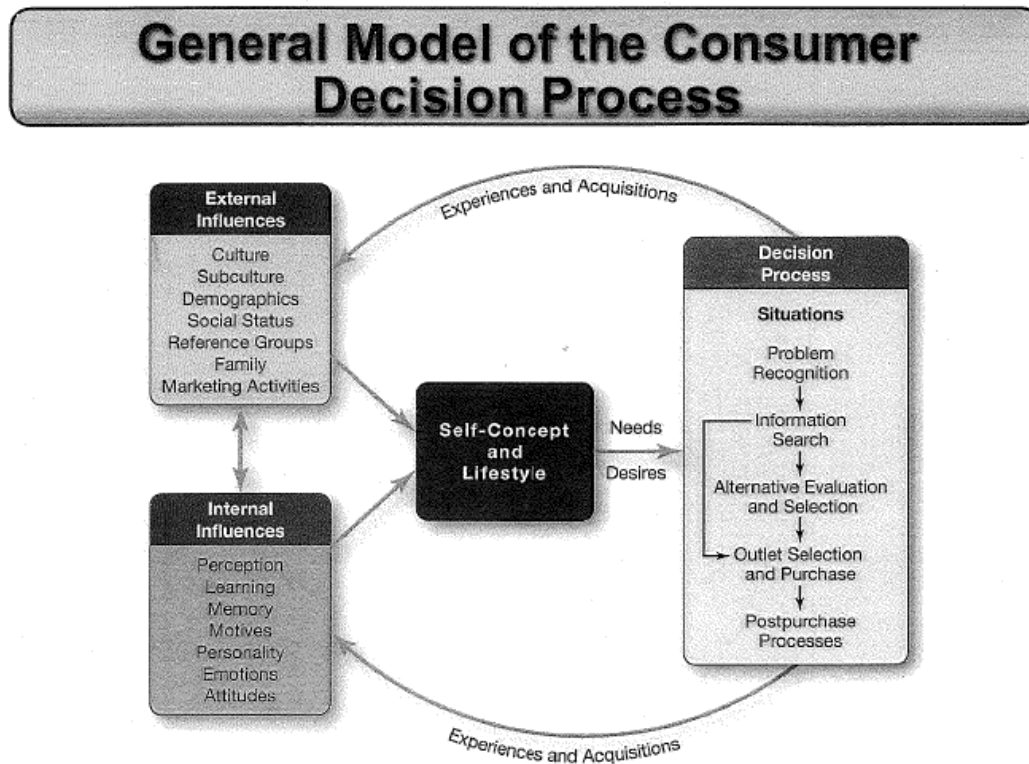 General Model of the Consumer
Decision Process
Experiences and Acquisitions
External
Influences
Culture
Subculture
Demographics
Social Status
Reference Groups
Family
Marketing Activities
Internal
Influences
Perception
Learning
Memory
Motives
Personality
Emotions
Attitudes
Self-Concept
and
Lifestyle
Needs
Desires
Decision
Process
Situations
Problem
Recognition
Information
Search
Alternative Evaluation
and Selection
Outlet Selection
and Purchase
Postpurchase
Processes
Experiences and Acquisitions